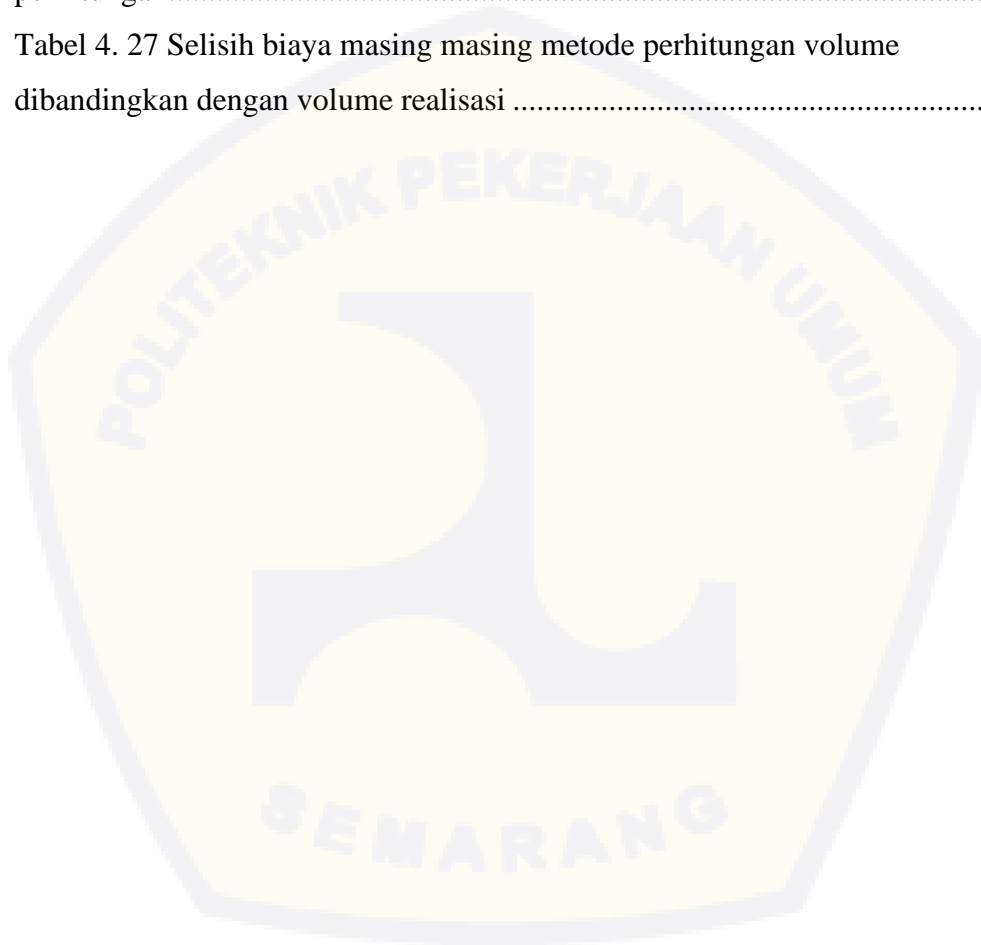 Tabel 4. 27 Selisih biaya masing masing metode perhitungan volume
dibandingkan dengan volume realisasi ..........................................................
POLITEKNIK PEKERJAAN UMUM
SEMARANG